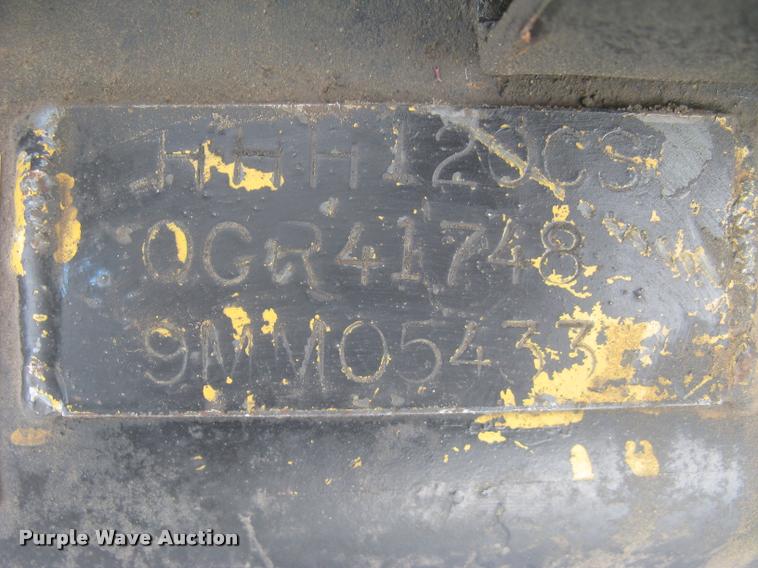 HHH120CS
0GR41748
9MM05433
Purple Wave Auction